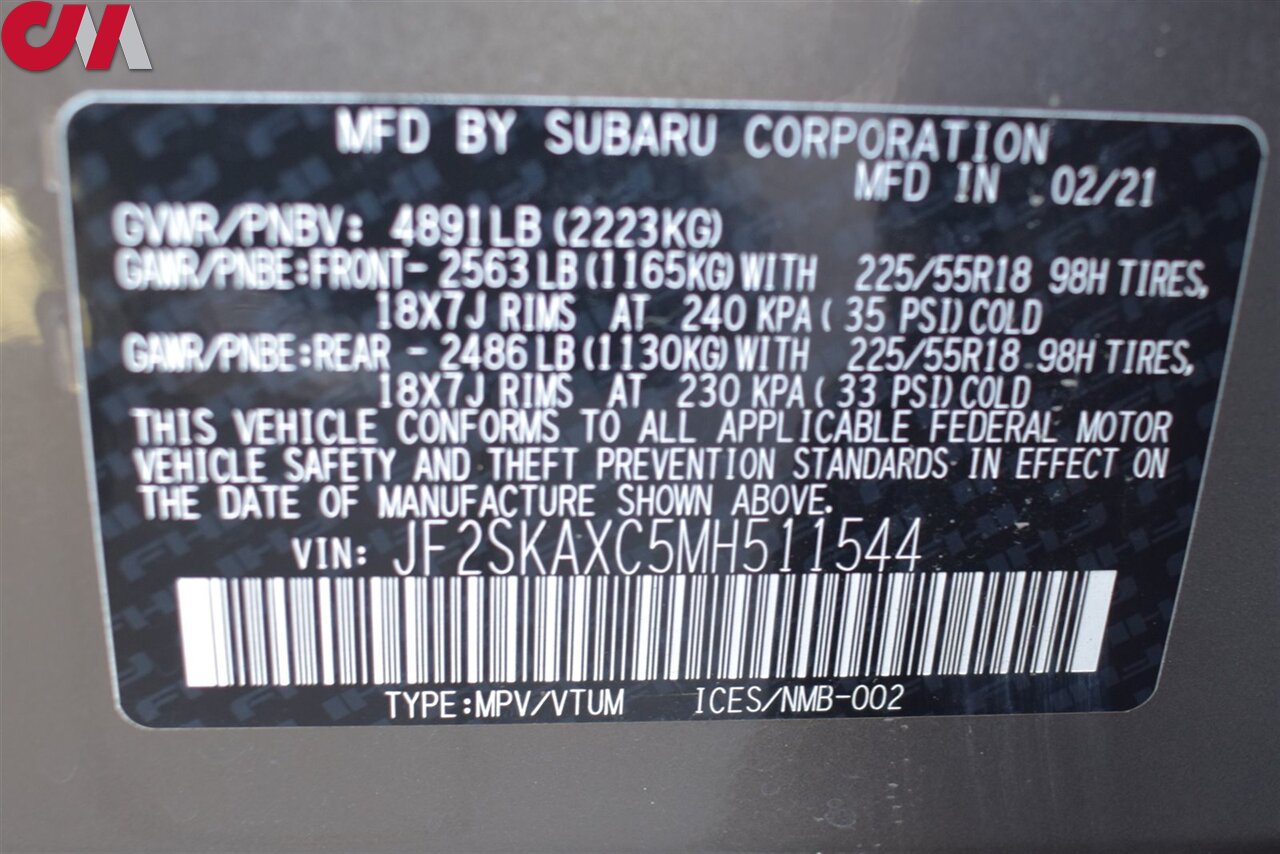 CM
MFD BY SUBARU CORPORATION
MFD IN 02/21
GVWR/PNBV: 4891LB (2223KG)
GAWR/PNBE:FRONT- 2563 LB (1165KG) WITH 225/55R18 98H TIRES,
18X7J RIMS AT 240 KPA ( 35 PSI) COLD
GAWR/PNBE:REAR - 2486 LB (1130KG) WITH 225/55R18 98H TIRES,
18X7J RIMS AT 230 KPA ( 33 PSI) COLD
THIS VEHICLE CONFORMS TO ALL APPLICABLE FEDERAL MOTOR
VEHICLE SAFETY AND THEFT PREVENTION STANDARDS IN EFFECT ON
THE DATE OF MANUFACTURE SHOWN ABOVE.
VIN: JF2SKAXC5MH511544
TYPE:MPV/VTUM ICES/NMB-002